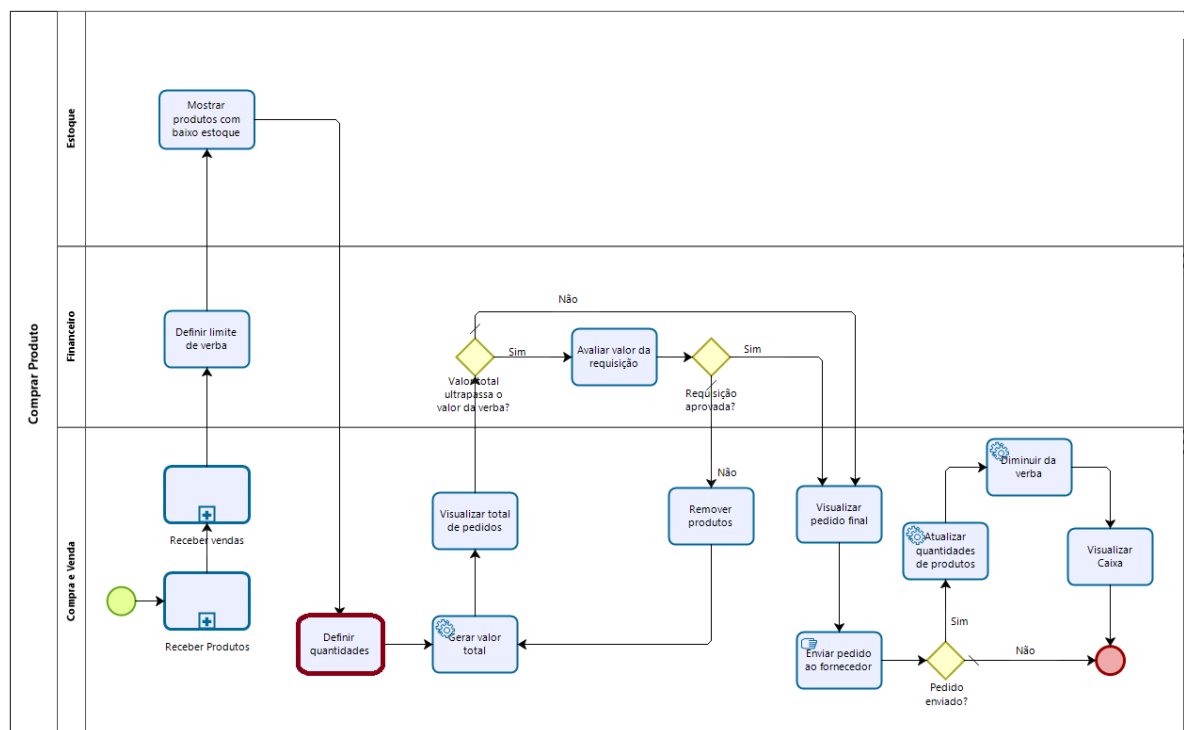 Comprar Produto
Estoque
Mostrar
produtos com
baixo estoque
Financeiro
Definir limite
de verba
Não
Valor total
ultrapassa o
valor da verba?
Sim
Avaliar valor da
requisição
Requisição
aprovada?
Sim
Compra e Venda
Receber vendas
Receber Produtos
Definir
quantidades
Visualizar total
de pedidos
Gerar valor
total
Não
Remover
produtos
Visualizar
pedido final
Enviar pedido
ao fornecedor
Pedido
enviado?
Sim
Não
Atualizar
quantidades
de produtos
Diminuir da
verba
Visualizar
Caixa